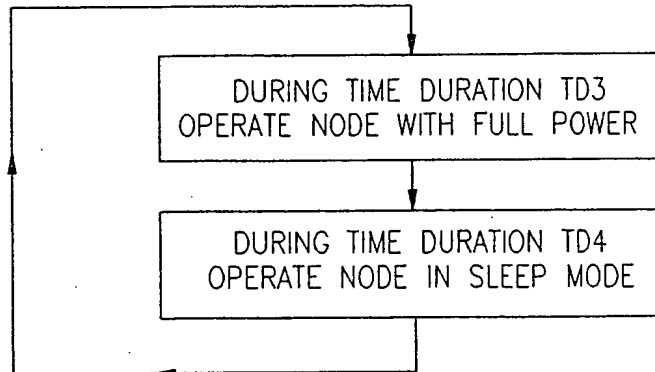 DURING TIME DURATION TD3
OPERATE NODE WITH FULL POWER
DURING TIME DURATION TD4
OPERATE NODE IN SLEEP MODE